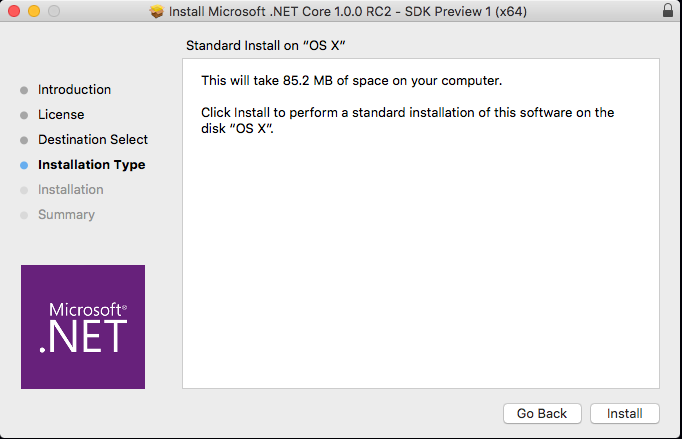 Install Microsoft .NET Core 1.0.0 RC2 - SDK Preview 1 (x64)
Standard Install on “OS X”
Introduction
License
Destination Select
Installation Type
Installation
Summary
This will take 85.2 MB of space on your computer.
Click Install to perform a standard installation of this software on the
disk “OS X”.
Microsoft®
.NET
Go Back
Install